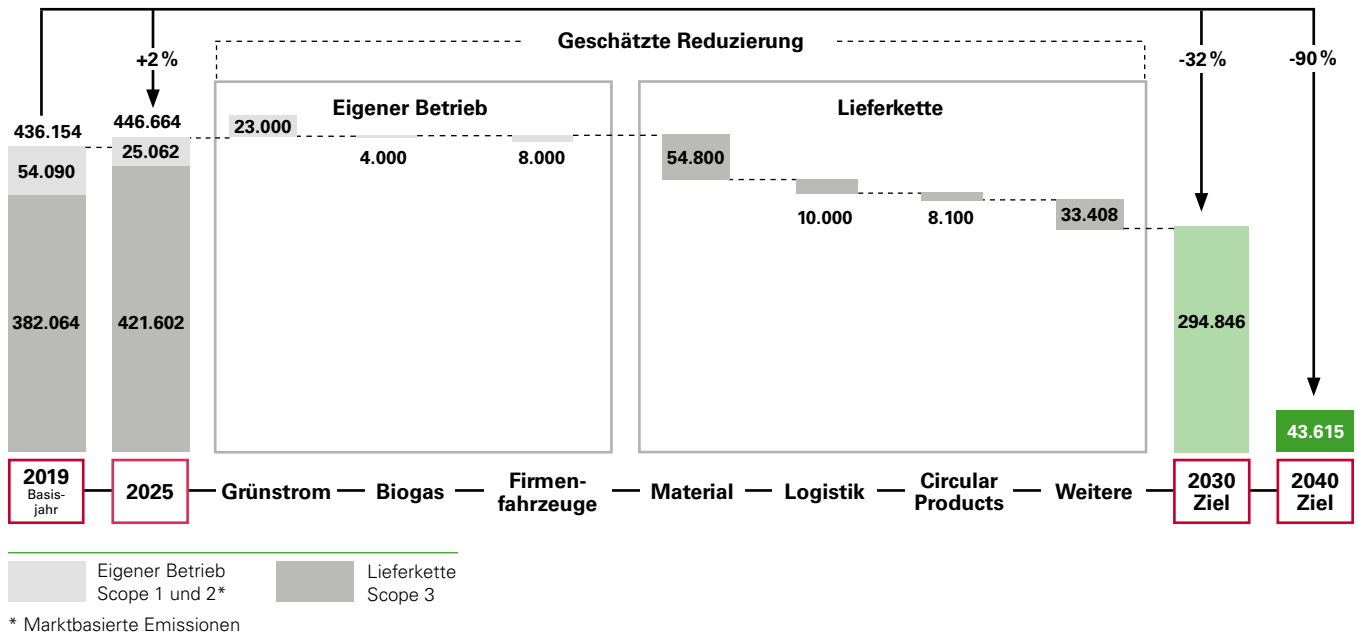 Geschätzte Reduzierung
+2 %
-32 %
-90 %
Eigener Betrieb
Lieferkette
436.154
446.664
23.000
54.090
25.062
4.000
8.000
54.800
10.000
8.100
33.408
382.064
421.602
294.846
43.615
2019
Basis-
jahr
2025
Grünstrom
Biogas
Firmen-
fahrzeuge
Material
Logistik
Circular
Products
Weitere
2030
Ziel
2040
Ziel
Eigener Betrieb
Scope 1 und 2*
Lieferkette
Scope 3
* Marktbasierte Emissionen